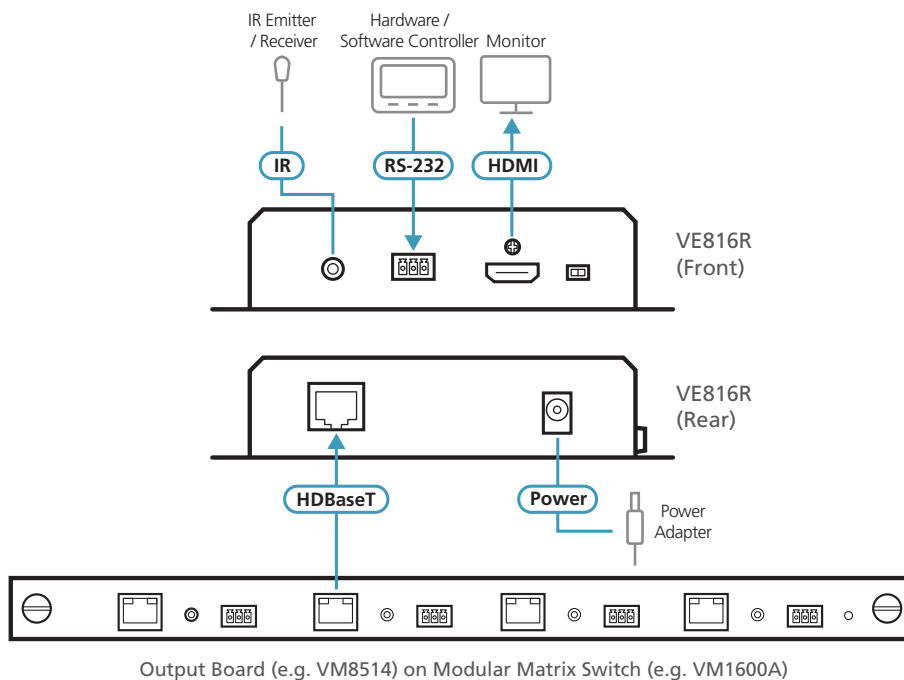 IR Emitter
/ Receiver
Hardware /
Software Controller
Monitor
IR
RS-232
HDMI
VE816R
(Front)
VE816R
(Rear)
HDBaseT
Power
Power
Adapter
Output Board (e.g. VM8514) on Modular Matrix Switch (e.g. VM1600A)